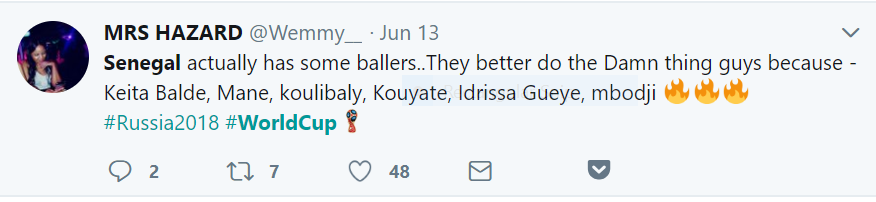 MRS HAZARD @Wemmy__ · Jun 13
Senegal actually has some ballers..They better do the Damn thing guys because -
Keita Balde, Mane, koulibaly, Kouyate, Idrissa Gueye, mbodji 🔥🔥🔥
#Russia2018 #WorldCup
2 7 48